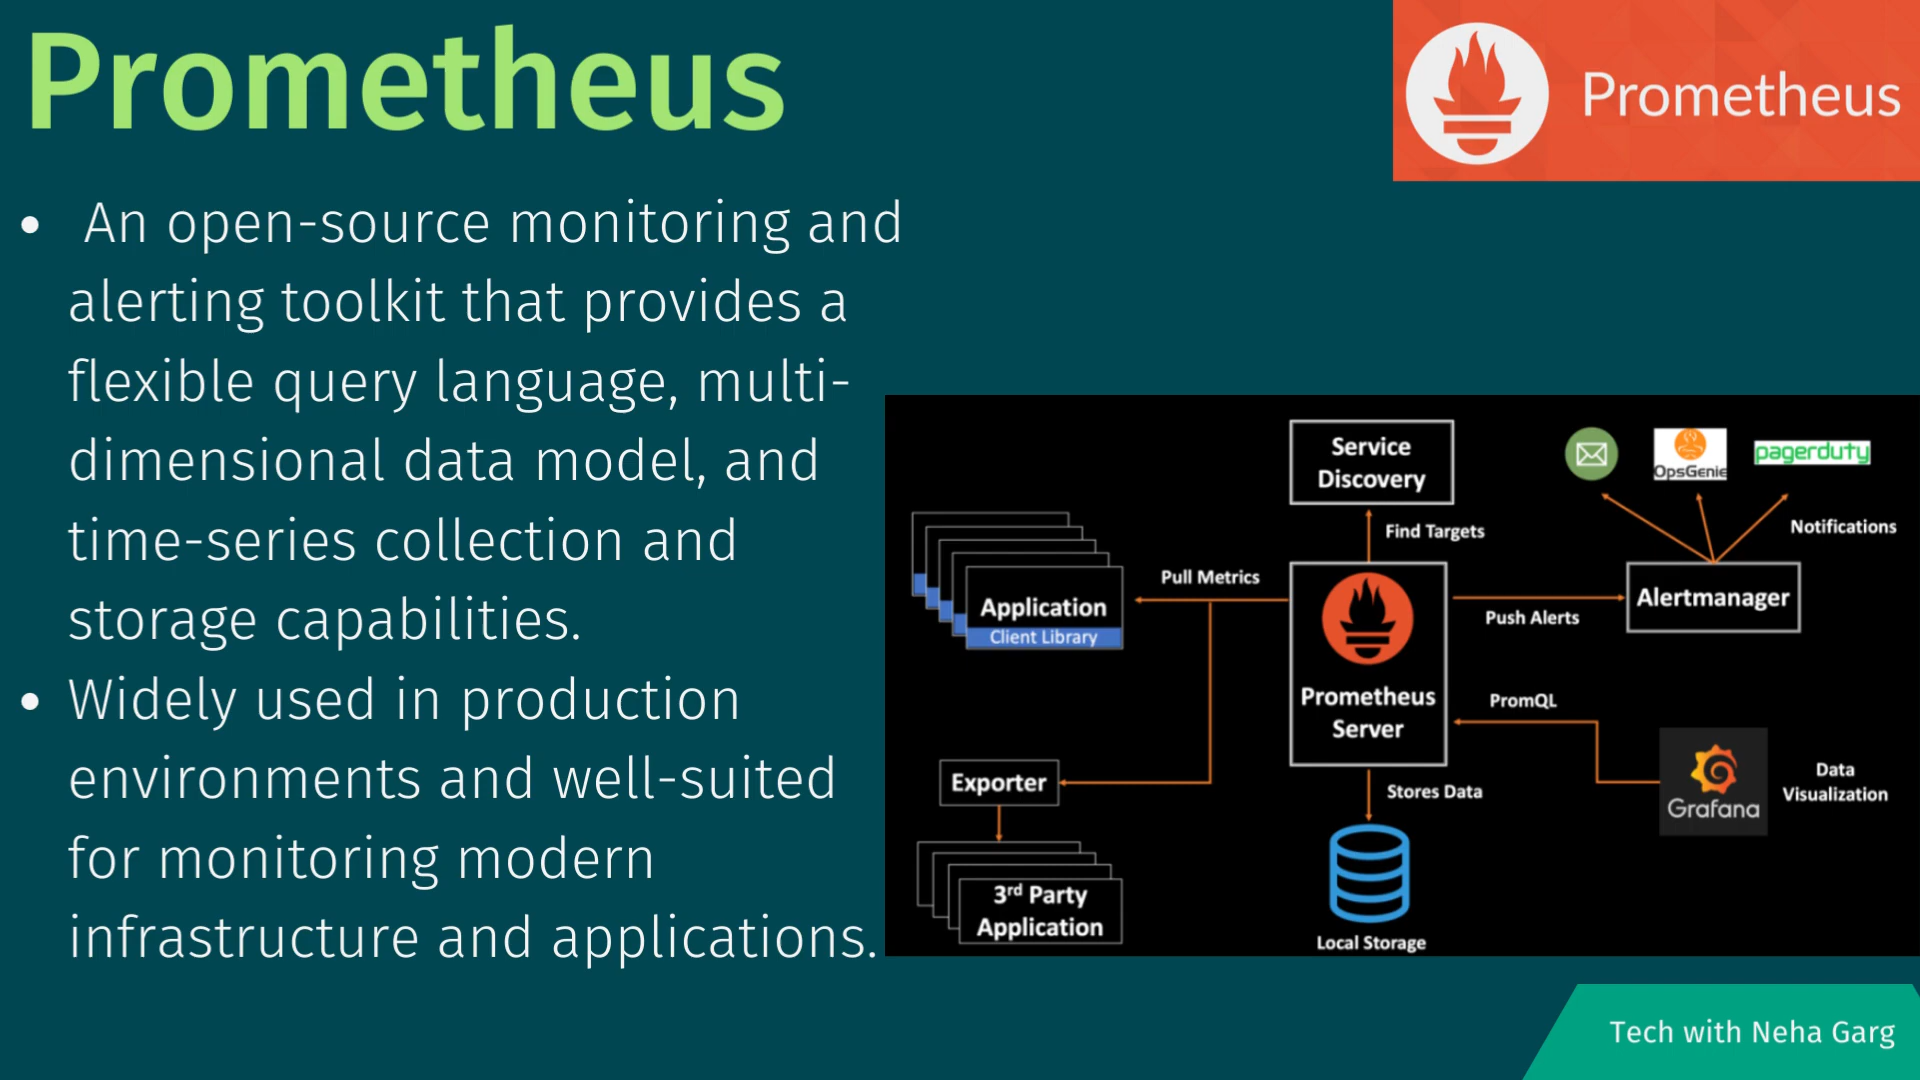 Prometheus
Prometheus
• An open-source monitoring and
alerting toolkit that provides a
flexible query language, multi-
dimensional data model, and
time-series collection and
storage capabilities.
• Widely used in production
environments and well-suited
for monitoring modern
infrastructure and applications.
Service
Discovery
OpsGenie
pagerduty
Find Targets
Notifications
Pull Metrics
Application
Client Library
Push Alerts
Alertmanager
Prometheus
Server
PromQL
Exporter
Stores Data
Grafana
Data
Visualization
3rd Party
Application
Local Storage
Tech with Neha Garg